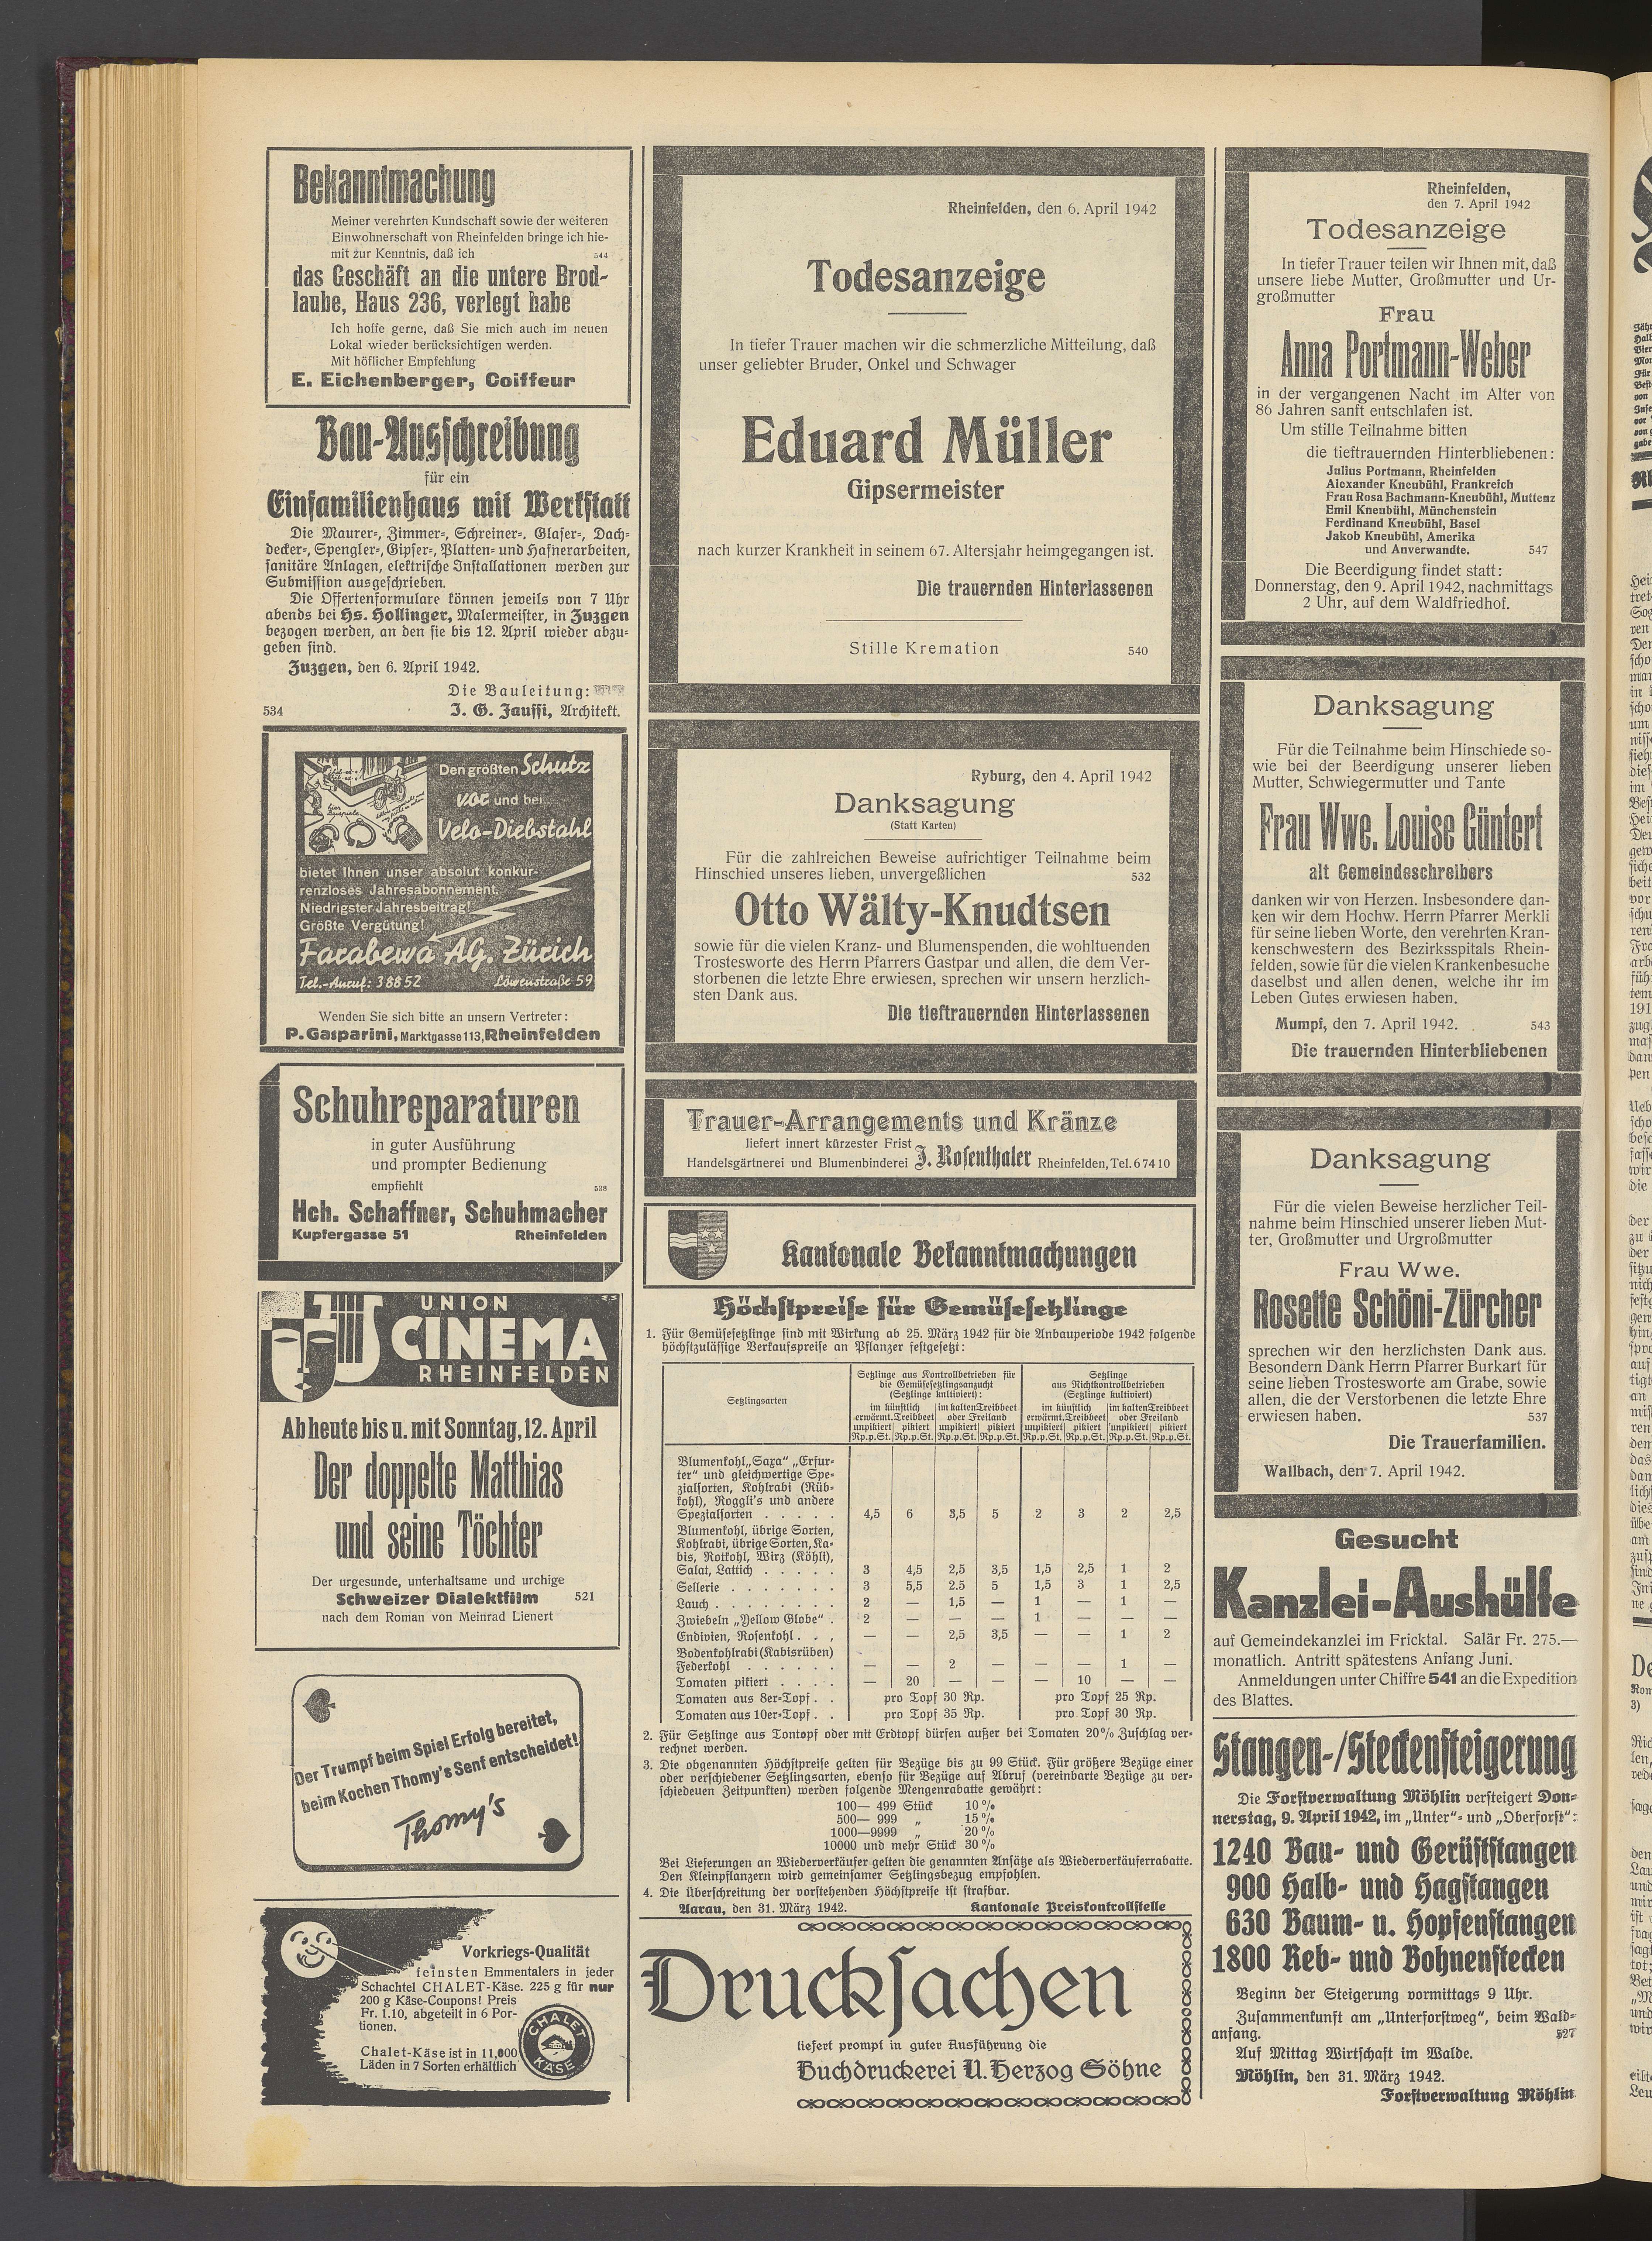 Bekanntmachung
Meiner verehrten Kundschaft sowie der weiteren
Einwohnerschaft von Rheinfelden bringe ich hie-
mit zur Kenntnis, daß ich 544
das Geschäft an die untere Brod-
laube, Haus 236, verlegt habe
Ich hoffe gerne, daß Sie mich auch im neuen
Lokal wieder berücksichtigen werden.
Mit höflicher Empfehlung
E. Eichenberger, Coiffeur
Bau-Ausschreibung
für ein
Einfamilienhaus mit Werkstatt
Die Maurer-, Zimmer-, Schreiner-, Glaser-, Dach-
decker-, Spengler-, Gipser-, Platten- und Hafnerarbeiten,
sanitäre Anlagen, elektrische Installationen werden zur
Submission ausgeschrieben.
Die Offertenformulare können jeweils von 7 Uhr
abends bei Hs. Hollinger, Malermeister, in Zuzgen
bezogen werden, an den sie bis 12. April wieder abzu-
geben sind.
Zuzgen, den 6. April 1942.
Die Bauleitung:
534 J. G. Jaussi, Architekt.
Den größten Schutz
vor und bei
Velo-Diebstahl
bietet Ihnen unser absolut konkur-
renzloses Jahresabonnement.
Niedrigster Jahresbeitrag!
Größte Vergütung!
Farabewa AG. Zürich
Tel.-Anruf: 38852 Löwenstraße 59
Wenden Sie sich bitte an unsern Vertreter:
P. Gasparini, Marktgasse 113, Rheinfelden
Schuhreparaturen
in guter Ausführung
und prompter Bedienung
empfiehlt 538
Hch. Schaffner, Schuhmacher
Kupfergasse 51 Rheinfelden
UNION
CINEMA
RHEINFELDEN
Ab heute bis u. mit Sonntag, 12. April
Der doppelte Matthias
und seine Töchter
Der urgesunde, unterhaltsame und urchige
Schweizer Dialektfilm 521
nach dem Roman von Meinrad Lienert
Der Trumpf beim Spiel Erfolg bereitet,
beim Kochen Thomy's Senf entscheidet!
Thomy's
Vorkriegs-Qualität
feinsten Emmentalers in jeder
Schachtel CHALET-Käse. 225 g für nur
200 g Käse-Coupons! Preis
Fr. 1.10, abgeteilt in 6 Por-
tionen.
Chalet-Käse ist in 11,000
Läden in 7 Sorten erhältlich
CHALET
KÄSE
Rheinfelden, den 6. April 1942
Todesanzeige
In tiefer Trauer machen wir die schmerzliche Mitteilung, daß
unser geliebter Bruder, Onkel und Schwager
Eduard Müller
Gipsermeister
nach kurzer Krankheit in seinem 67. Altersjahr heimgegangen ist.
Die trauernden Hinterlassenen
Stille Kremation 540
Ryburg, den 4. April 1942
Danksagung
(Statt Karten)
Für die zahlreichen Beweise aufrichtiger Teilnahme beim
Hinschied unseres lieben, unvergeßlichen 532
Otto Wälty-Knudtsen
sowie für die vielen Kranz- und Blumenspenden, die wohltuenden
Trostesworte des Herrn Pfarrers Gastpar und allen, die dem Ver-
storbenen die letzte Ehre erwiesen, sprechen wir unsern herzlich-
sten Dank aus.
Die tieftrauernden Hinterlassenen
Trauer-Arrangements und Kränze
liefert innert kürzester Frist
Handelsgärtnerei und Blumenbinderei J. Rosenthaler Rheinfelden, Tel. 67410
Kantonale Bekanntmachungen
Höchstpreise für Gemüsesetzlinge
1. Für Gemüsesetzlinge sind mit Wirkung ab 25. März 1942 für die Anbauperiode 1942 folgende
höchstzulässige Verkaufspreise an Pflanzer festgesetzt:
Setzlingsarten
Setzlinge aus Kontrollbetrieben für
die Gemüsesetzlingsanzucht
(Setzlinge kultiviert):
Setzlinge
aus Nichtkontrollbetrieben
(Setzlinge kultiviert)
im künstlich im kalten Treibbeet im künstlich im kalten Treibbeet
erwärmt. Treibbeet oder Freiland erwärmt. Treibbeet oder Freiland
unpikiert pikiert unpikiert pikiert unpikiert pikiert unpikiert pikiert
Rp.p.St. Rp.p.St. Rp.p.St. Rp.p.St. Rp.p.St. Rp.p.St. Rp.p.St. Rp.p.St.
Blumenkohl „Saxa" „Erfur-
ter" und gleichwertige Spe-
zialsorten, Kohlrabi (Rüb-
kohl), Roggli's und andere
Spezialsorten . . . . . 4,5 6 3,5 5 2 3 2 2,5
Blumenkohl, übrige Sorten,
Kohlrabi, übrige Sorten, Ka-
bis, Rotkohl, Wirz (Köhli),
Salat, Lattich . . . . . 3 4,5 2,5 3,5 1,5 2,5 1 2
Sellerie . . . . . . . 3 5,5 2.5 5 1,5 3 1 2,5
Lauch . . . . . . . . 2 — 1,5 — 1 — 1 —
Zwiebeln „Yellow Globe" . 2 — — — 1 — — —
Endivien, Rosenkohl . . , — — 2,5 3,5 — — 1 2
Bodenkohlrabi (Kabisrüben)
Federkohl . . . . . . — — 2 — — — 1 —
Tomaten pikiert . . . . — 20 — — — 10 — —
Tomaten aus 8er-Topf . . pro Topf 30 Rp. pro Topf 25 Rp.
Tomaten aus 10er-Topf . . pro Topf 35 Rp. pro Topf 30 Rp.
2. Für Setzlinge aus Tontopf oder mit Erdtopf dürfen außer bei Tomaten 20% Zuschlag ver-
rechnet werden.
3. Die obgenannten Höchstpreise gelten für Bezüge bis zu 99 Stück. Für größere Bezüge einer
oder verschiedener Setzlingsarten, ebenso für Bezüge auf Abruf (vereinbarte Bezüge zu ver-
schiedenen Zeitpunkten) werden folgende Mengenrabatte gewährt:
100— 499 Stück 10 %
500— 999 „ 15 %
1000—9999 „ 20 %
10000 und mehr Stück 30 %
Bei Lieferungen an Wiederverkäufer gelten die genannten Ansätze als Wiederverkäuferrabatte.
Den Kleinpflanzern wird gemeinsamer Setzlingsbezug empfohlen.
4. Die Überschreitung der vorstehenden Höchstpreise ist strafbar.
Aarau, den 31. März 1942. Kantonale Preiskontrollstelle
Drucksachen
liefert prompt in guter Ausführung die
Buchdruckerei U. Herzog Söhne
Rheinfelden,
den 7. April 1942
Todesanzeige
In tiefer Trauer teilen wir Ihnen mit, daß
unsere liebe Mutter, Großmutter und Ur-
großmutter
Frau
Anna Portmann-Weber
in der vergangenen Nacht im Alter von
86 Jahren sanft entschlafen ist.
Um stille Teilnahme bitten
die tieftrauernden Hinterbliebenen:
Julius Portmann, Rheinfelden
Alexander Kneubühl, Frankreich
Frau Rosa Bachmann-Kneubühl, Muttenz
Emil Kneubühl, Münchenstein
Ferdinand Kneubühl, Basel
Jakob Kneubühl, Amerika
und Anverwandte. 547
Die Beerdigung findet statt:
Donnerstag, den 9. April 1942, nachmittags
2 Uhr, auf dem Waldfriedhof.
Danksagung
Für die Teilnahme beim Hinschiede so-
wie bei der Beerdigung unserer lieben
Mutter, Schwiegermutter und Tante
Frau Wwe. Louise Güntert
alt Gemeindeschreibers
danken wir von Herzen. Insbesondere dan-
ken wir dem Hochw. Herrn Pfarrer Merkli
für seine lieben Worte, den verehrten Kran-
kenschwestern des Bezirksspitals Rhein-
felden, sowie für die vielen Krankenbesuche
daselbst und allen denen, welche ihr im
Leben Gutes erwiesen haben.
Mumpf, den 7. April 1942. 543
Die trauernden Hinterbliebenen
Danksagung
Für die vielen Beweise herzlicher Teil-
nahme beim Hinschied unserer lieben Mut-
ter, Großmutter und Urgroßmutter
Frau Wwe.
Rosette Schöni-Zürcher
sprechen wir den herzlichsten Dank aus.
Besondern Dank Herrn Pfarrer Burkart für
seine lieben Trostesworte am Grabe, sowie
allen, die der Verstorbenen die letzte Ehre
erwiesen haben. 537
Die Trauerfamilien.
Wallbach, den 7. April 1942.
Gesucht
Kanzlei-Aushülfe
auf Gemeindekanzlei im Fricktal. Salär Fr. 275.—
monatlich. Antritt spätestens Anfang Juni.
Anmeldungen unter Chiffre 541 an die Expedition
des Blattes.
Stangen-/Steckensteigerung
Die Forstverwaltung Möhlin versteigert Don-
nerstag, 9. April 1942, im „Unter"- und „Oberforst":
1240 Bau- und Gerüststangen
900 Halb- und Hagstangen
630 Baum- u. Hopfenstangen
1800 Reb- und Bohnenstecken
Beginn der Steigerung vormittags 9 Uhr.
Zusammenkunft am „Unterforstweg", beim Wald-
anfang. 527
Auf Mittag Wirtschaft im Walde.
Möhlin, den 31. März 1942.
Forstverwaltung Möhlin